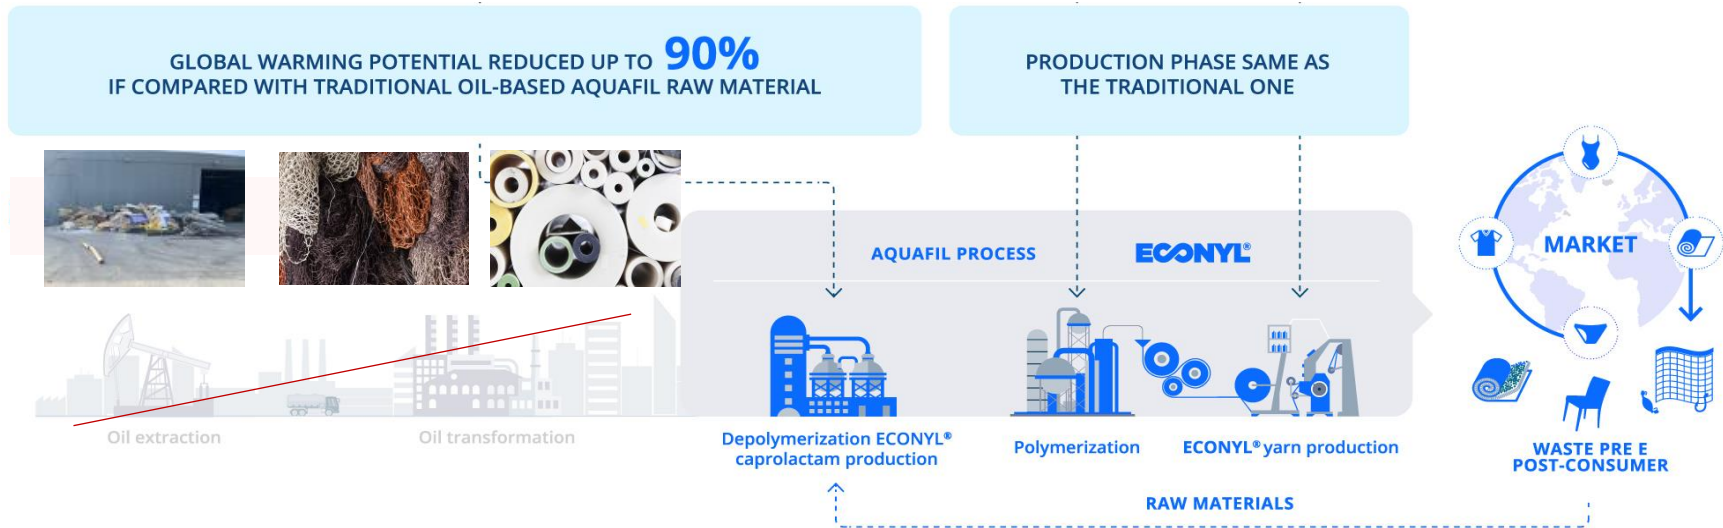 GLOBAL WARMING POTENTIAL REDUCED UP TO 90%
IF COMPARED WITH TRADITIONAL OIL-BASED AQUAFIL RAW MATERIAL
PRODUCTION PHASE SAME AS
THE TRADITIONAL ONE
AQUAFIL PROCESS
ECONYL®
MARKET
Oil extraction
Oil transformation
Depolymerization ECONYL®
caprolactam production
Polymerization
ECONYL® yarn production
WASTE PRE E
POST-CONSUMER
RAW MATERIALS